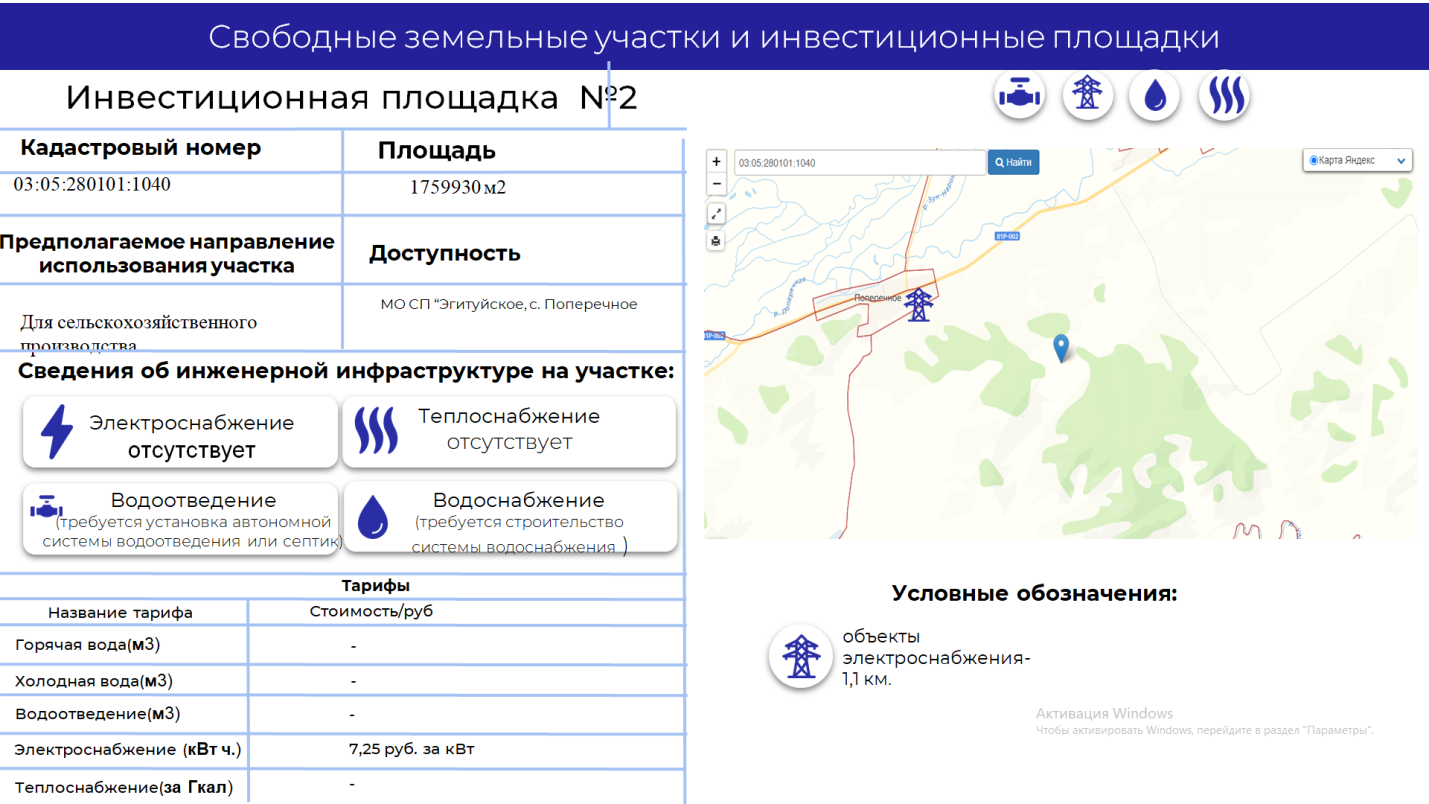 Свободные земельные участки и инвестиционные площадки
Инвестиционная площадка №2
Кадастровый номер
Площадь
03:05:280101:1040
1759930 м2
Предполагаемое направление
использования участка
Доступность
Для сельскохозяйственного
производства
МО СП “Эгитуйское, с. Поперечное
Сведения об инженерной инфраструктуре на участке:
Электроснабжение
отсутствует
Теплоснабжение
отсутствует
Водоотведение
(требуется установка автономной
системы водоотведения или септик)
Водоснабжение
(требуется строительство
системы водоснабжения )
Тарифы
Название тарифа
Стоимость/руб
Горячая вода(м3)
-
Холодная вода(м3)
-
Водоотведение(м3)
-
Электроснабжение (кВт ч.)
7,25 руб. за кВт
Теплоснабжение(за Гкал)
-
+
−
03:05:280101:1040
Найти
Карта Яндекс
81Р-002
р. Поперечная
Поперечное
Условные обозначения:
объекты
электроснабжения-
1,1 км.
Активация Windows
Чтобы активировать Windows, перейдите в раздел "Параметры".